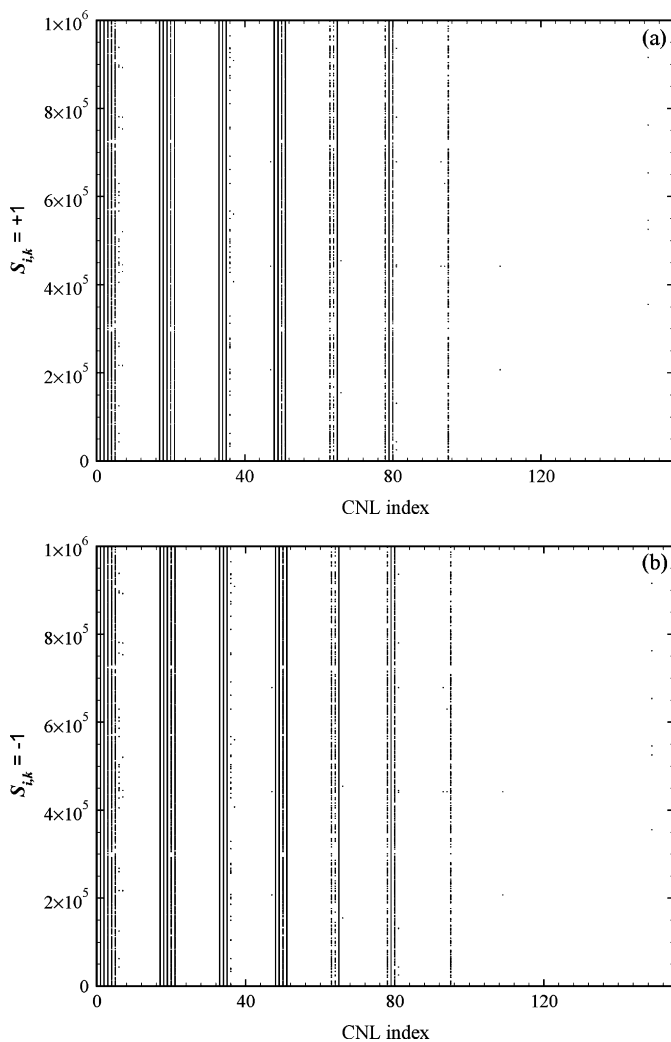 1×10⁶
(a)
8×10⁵
6×10⁵
S_{i,k} = +1
4×10⁵
2×10⁵
0
0 40 80 120
CNL index
1×10⁶
(b)
8×10⁵
6×10⁵
S_{i,k} = -1
4×10⁵
2×10⁵
0
0 40 80 120
CNL index